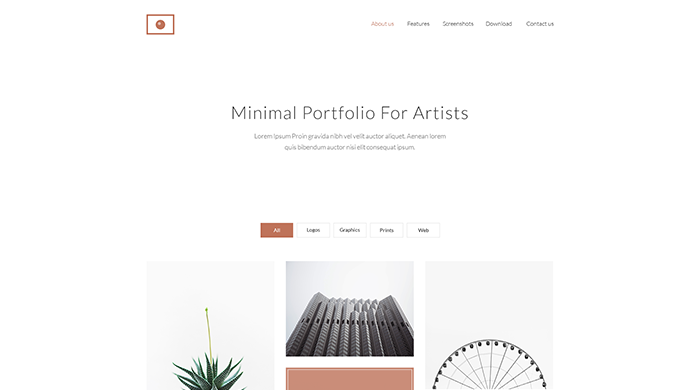 About us Features Screenshots Download Contact us
Minimal Portfolio For Artists
Lorem Ipsum Proin gravida nibh vel velit auctor aliquet. Aenean lorem
quis bibendum auctor nisi elit consequat ipsum.
All Logos Graphics Prints Web